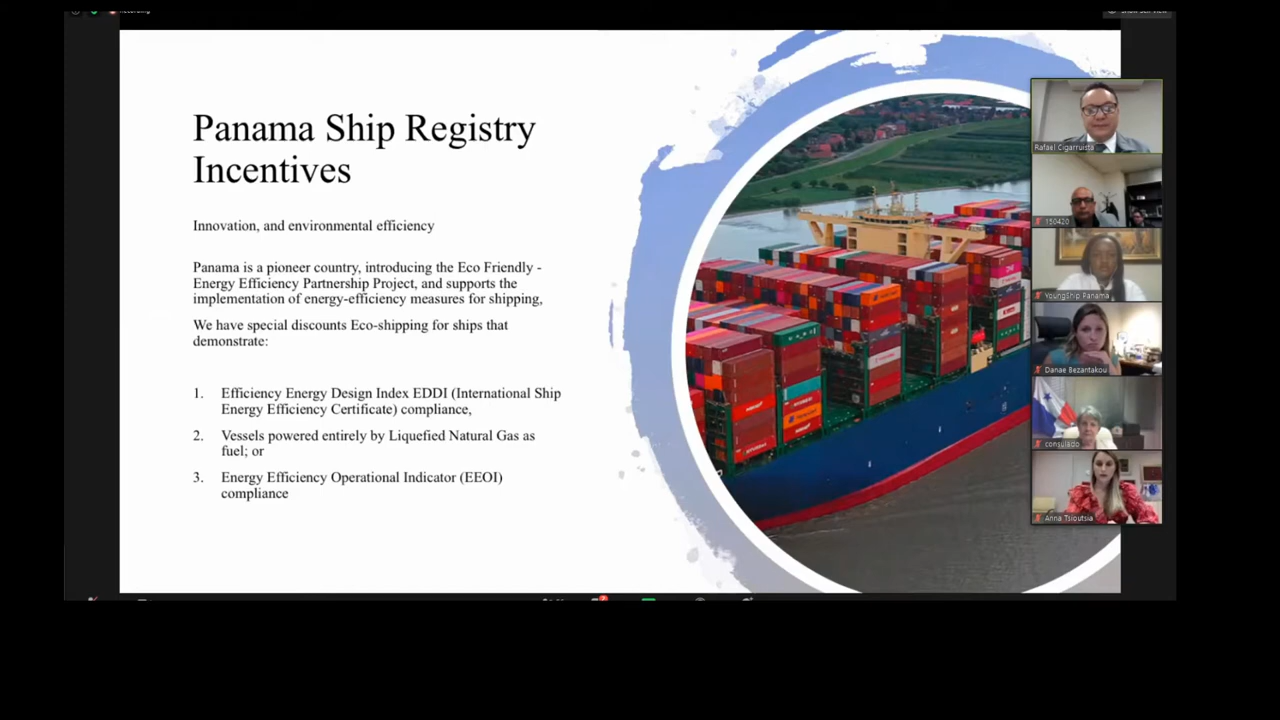 Panama Ship Registry
Incentives
Innovation, and environmental efficiency
Panama is a pioneer country, introducing the Eco Friendly -
Energy Efficiency Partnership Project, and supports the
implementation of energy-efficiency measures for shipping,
We have special discounts Eco-shipping for ships that
demonstrate:
1. Efficiency Energy Design Index EDDI (International Ship
Energy Efficiency Certificate) compliance,
2. Vessels powered entirely by Liquefied Natural Gas as
fuel; or
3. Energy Efficiency Operational Indicator (EEOI)
compliance
Rafael Cigarruista
150420
YoungShip Panama
Danae Bezantakou
consulado
Anna Tsioutsia